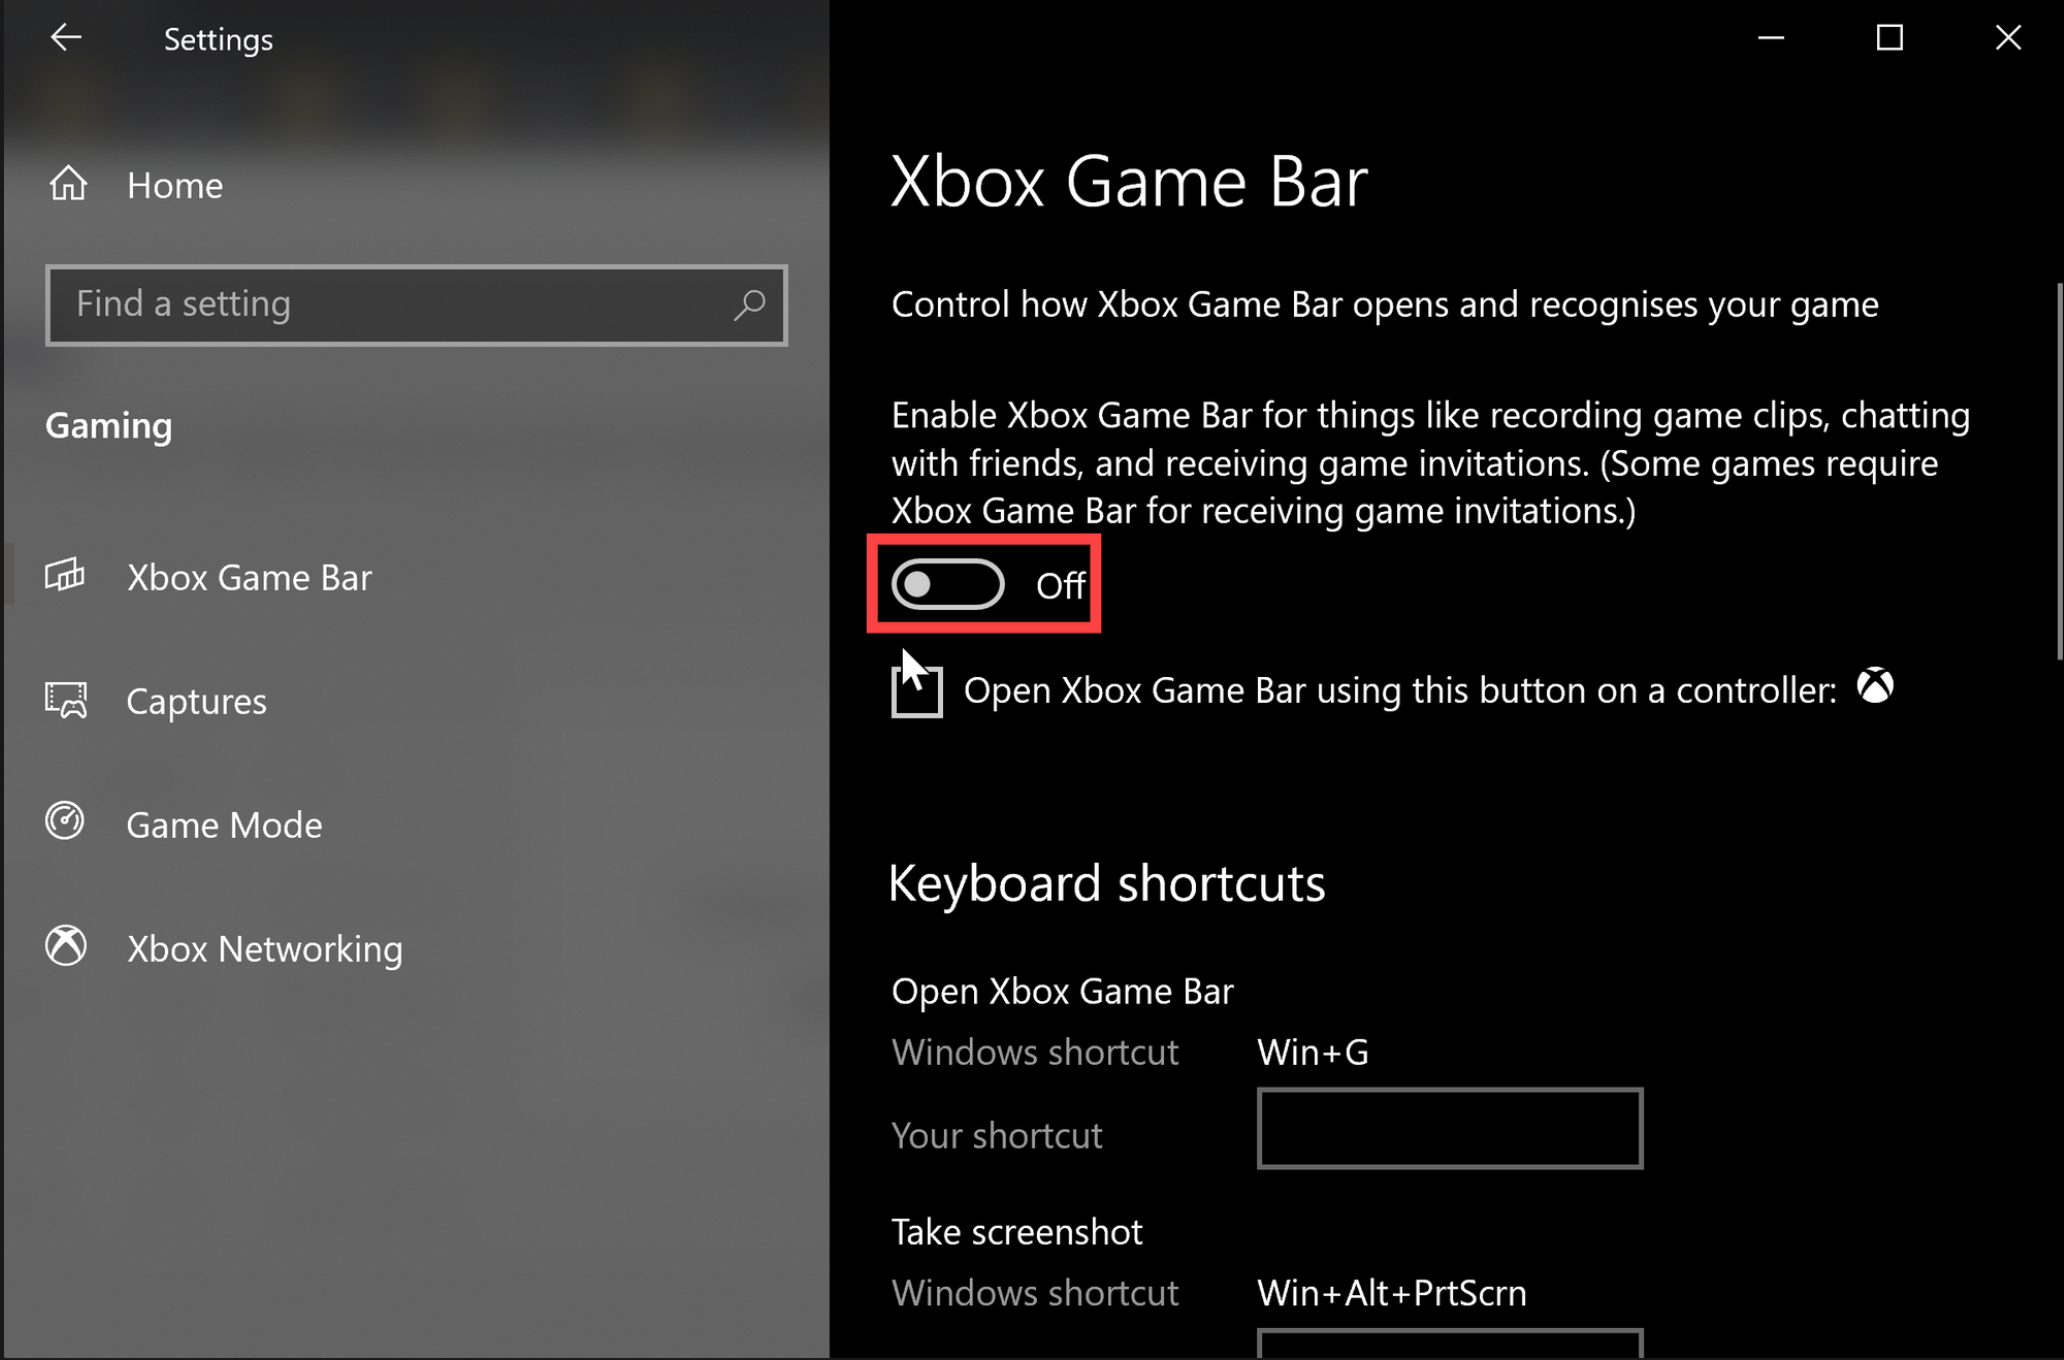 Settings
Home
Find a setting
Gaming
Xbox Game Bar
Captures
Game Mode
Xbox Networking
Xbox Game Bar
Control how Xbox Game Bar opens and recognises your game
Enable Xbox Game Bar for things like recording game clips, chatting
with friends, and receiving game invitations. (Some games require
Xbox Game Bar for receiving game invitations.)
Off
Open Xbox Game Bar using this button on a controller:
Keyboard shortcuts
Open Xbox Game Bar
Windows shortcut Win+G
Your shortcut
Take screenshot
Windows shortcut Win+Alt+PrtScrn